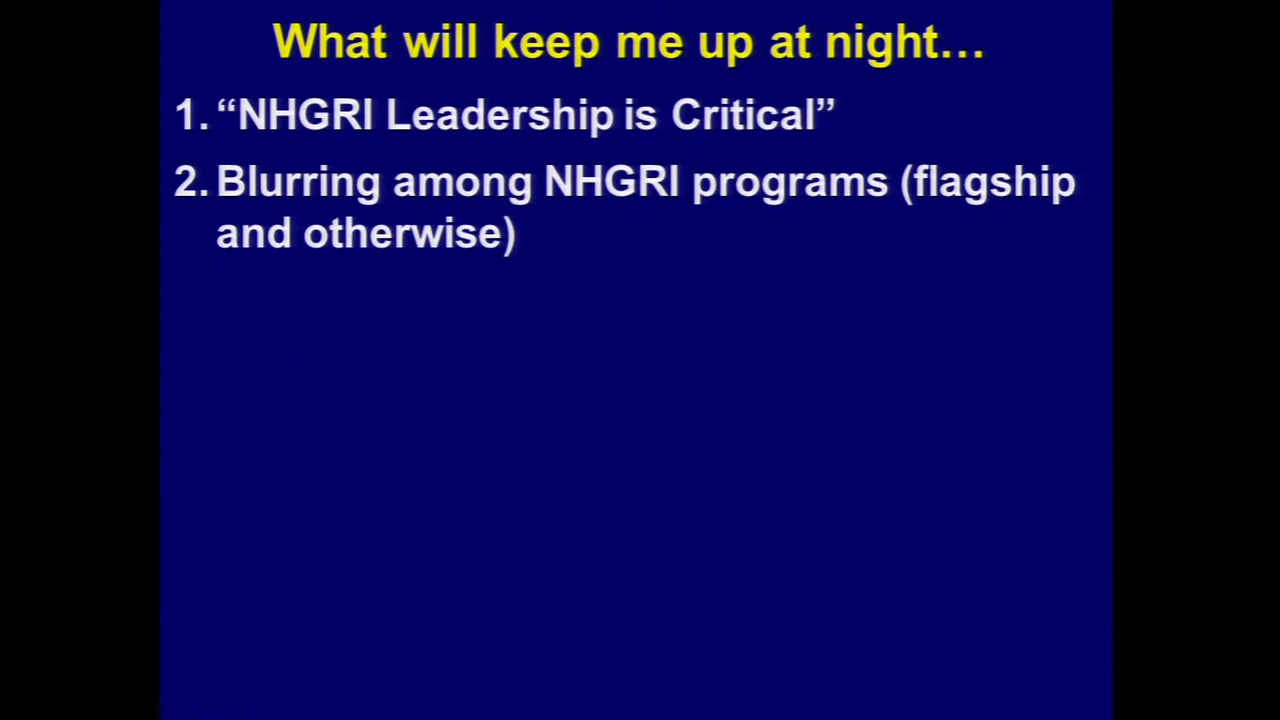 What will keep me up at night…
1. “NHGRI Leadership is Critical”
2. Blurring among NHGRI programs (flagship
and otherwise)